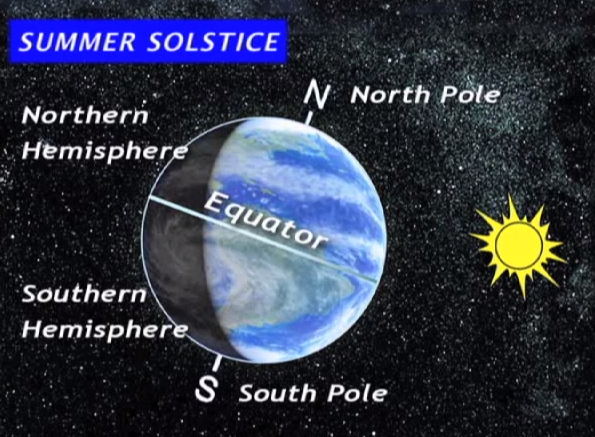 SUMMER SOLSTICE
N North Pole
Northern
Hemisphere
Equator
Southern
Hemisphere
S South Pole